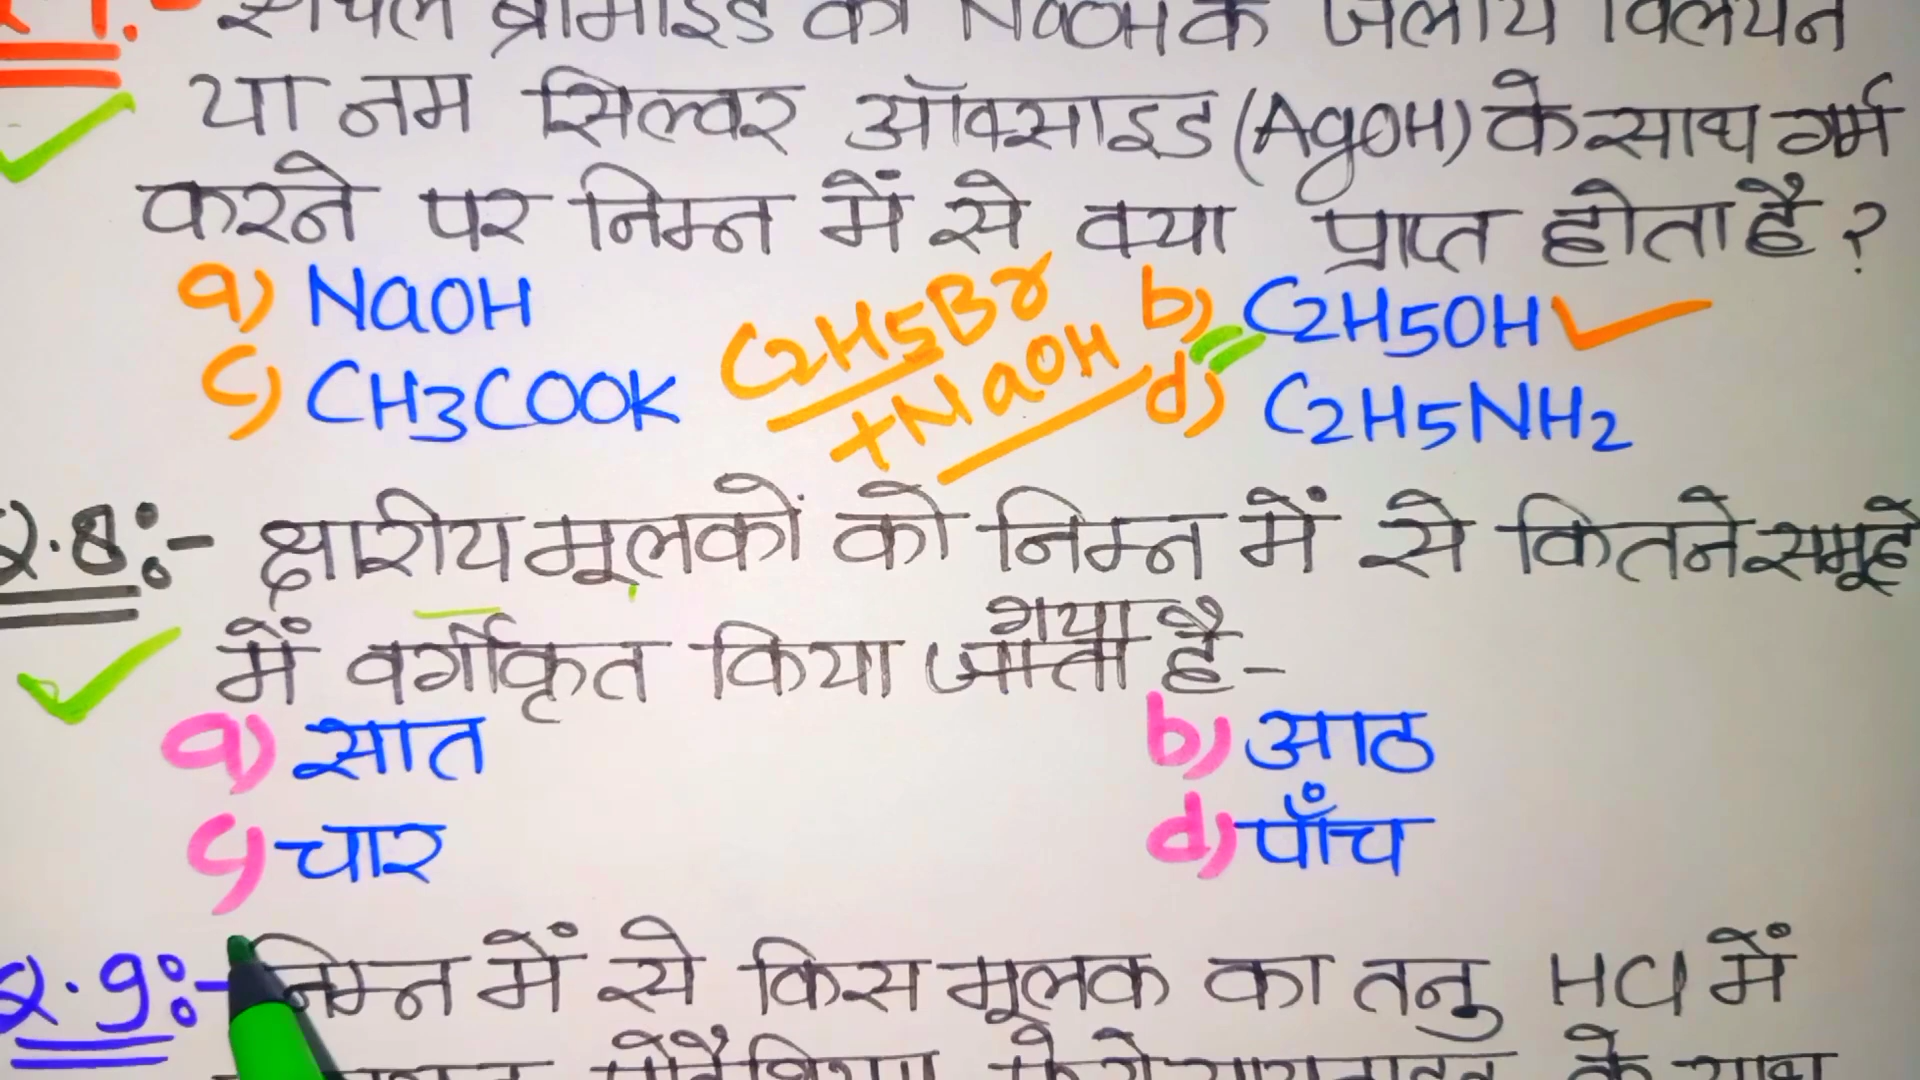 ब्रोमाइड को NaOH के जलीय विलयन
या नम सिल्वर ऑक्साइड (AgOH) के साथ गर्म
करने पर निम्न में से क्या प्राप्त होता है ?
a) NaOH
b) C2H5OH
C2H5Br
+NaOH
c) CH3COOK
d) C2H5NH2
Q.8:- क्षारीय मूलकों को निम्न में से कितने समूहों
गया
में वर्गीकृत किया जाता है-
a) सात
b) आठ
c) चार
d) पाँच
Q.9:- निम्न में से किस मूलक का तनु HCl में
के साथ